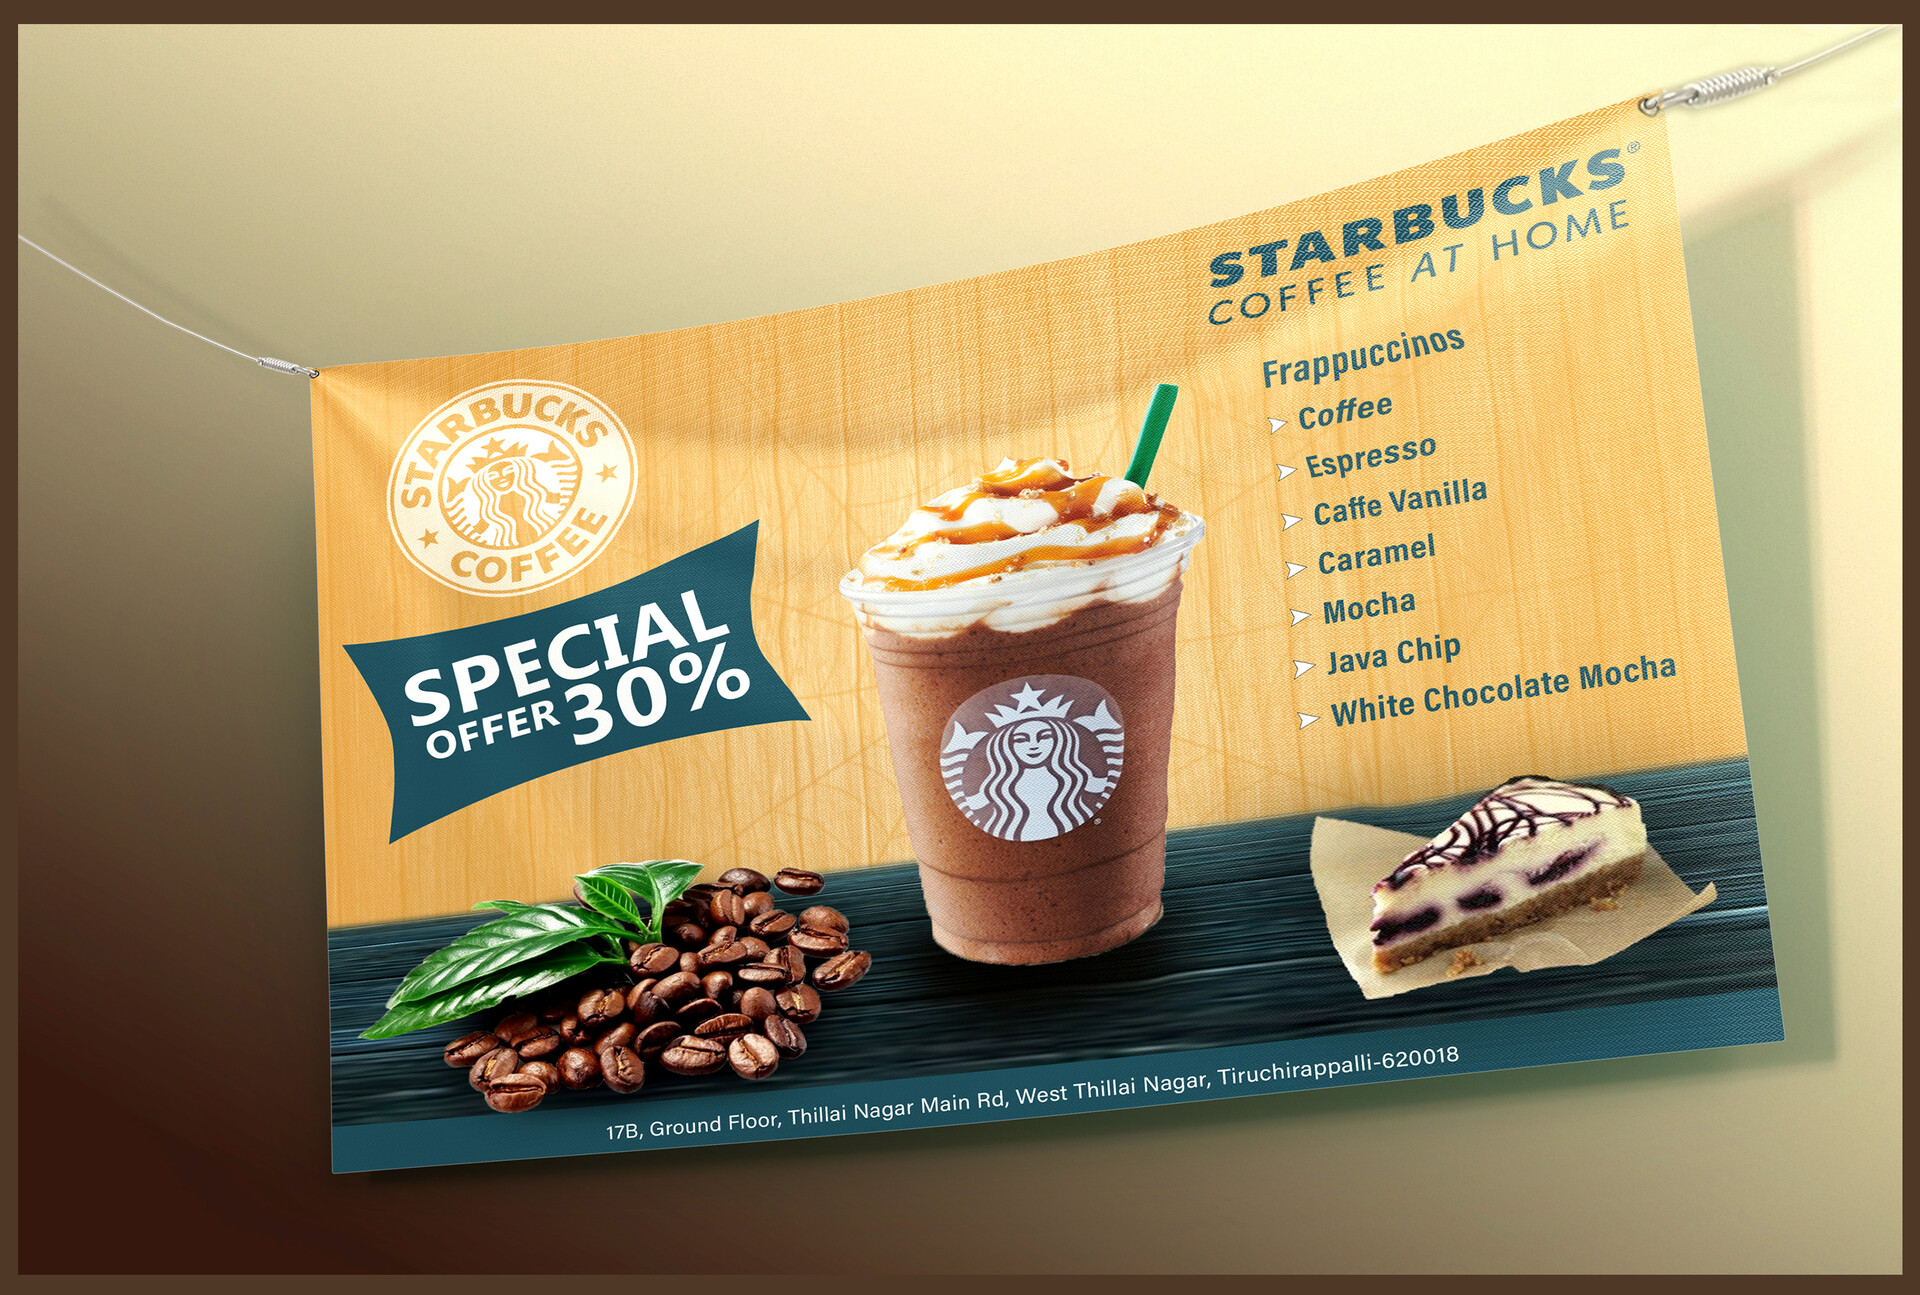 STARBUCKS
COFFEE
SPECIAL
OFFER 30%
STARBUCKS®
COFFEE AT HOME
Frappuccinos
Coffee
Espresso
Caffe Vanilla
Caramel
Mocha
Java Chip
White Chocolate Mocha
17B, Ground Floor, Thillai Nagar Main Rd, West Thillai Nagar, Tiruchirappalli-620018